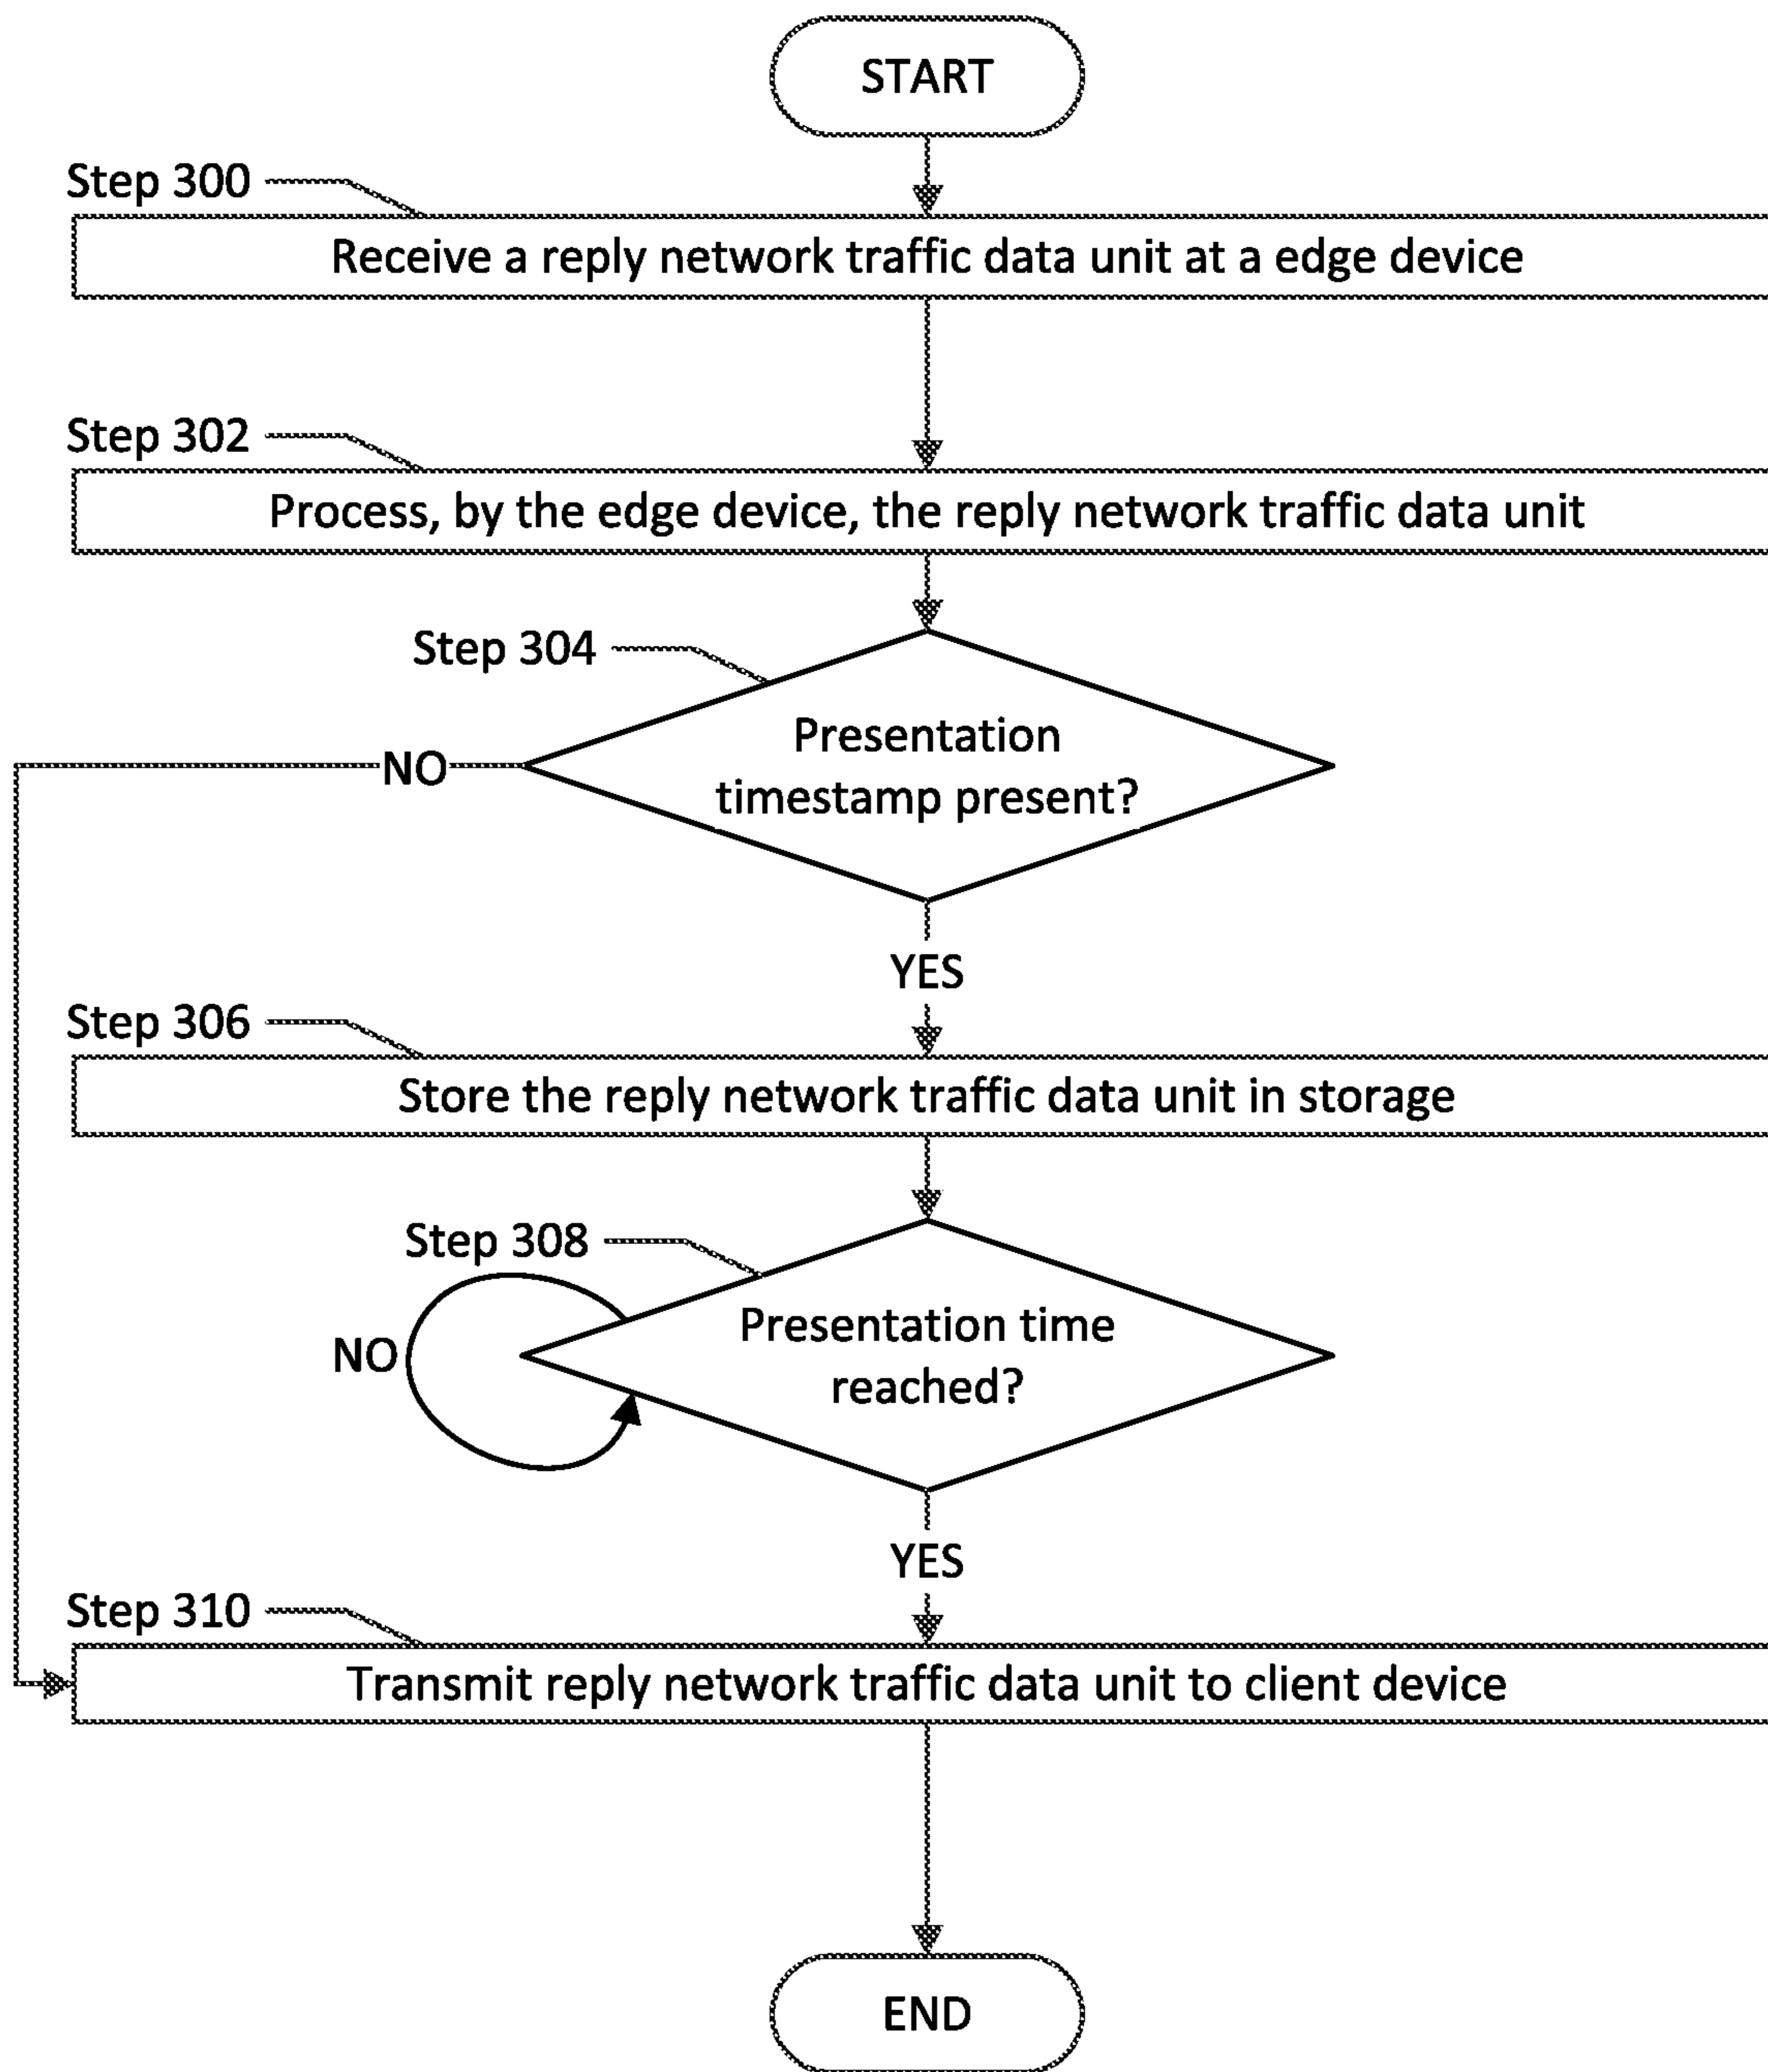 START
Step 300
Receive a reply network traffic data unit at a edge device
Step 302
Process, by the edge device, the reply network traffic data unit
Step 304
Presentation
timestamp present?
NO
YES
Step 306
Store the reply network traffic data unit in storage
Step 308
Presentation time
reached?
NO
YES
Step 310
Transmit reply network traffic data unit to client device
END